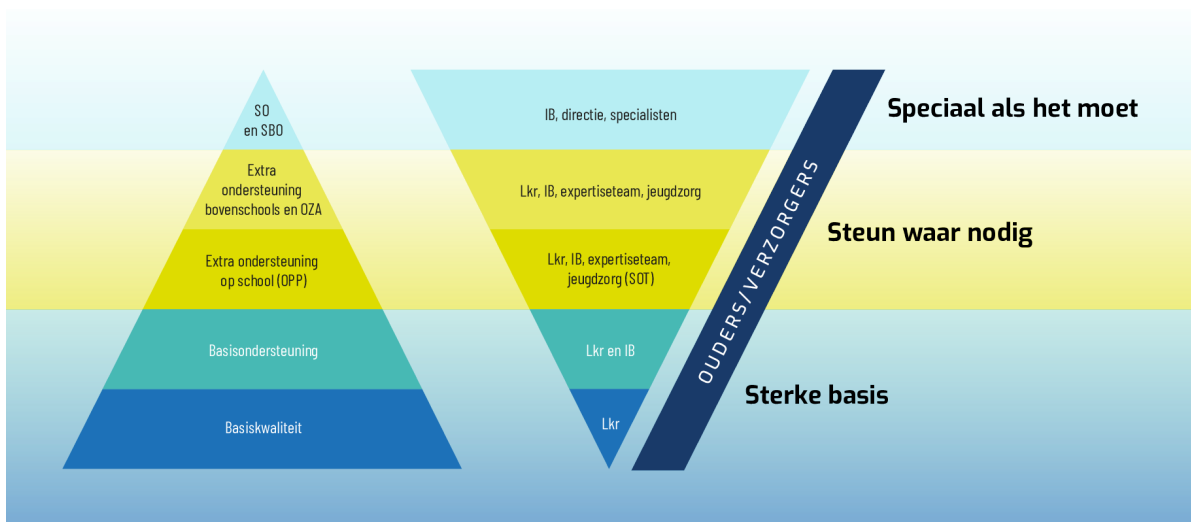 SO
en SBO
Extra
ondersteuning
bovenschools en OZA
Extra ondersteuning
op school (OPP)
Basisondersteuning
Basiskwaliteit
IB, directie, specialisten
Lkr, IB, expertiseteam, jeugdzorg
Lkr, IB, expertiseteam,
jeugdzorg (SOT)
Lkr en IB
Lkr
OUDERS/VERZORGERS
Speciaal als het moet
Steun waar nodig
Sterke basis